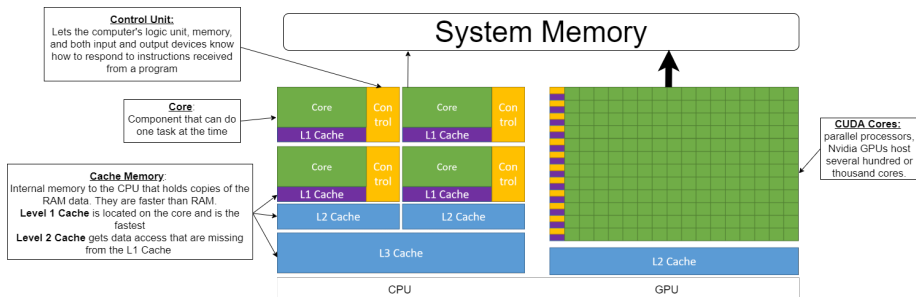 Control Unit:
Lets the computer's logic unit, memory,
and both input and output devices know
how to respond to instructions received
from a program
System Memory
Core:
Component that can do
one task at the time
Cache Memory:
Internal memory to the CPU that holds copies of the
RAM data. They are faster than RAM.
Level 1 Cache is located on the core and is the
fastest
Level 2 Cache gets data access that are missing
from the L1 Cache
Core
Con
trol
L1 Cache
Core
Con
trol
L1 Cache
Core
Con
trol
L1 Cache
Core
Con
trol
L1 Cache
L2 Cache
L2 Cache
L3 Cache
CPU
L2 Cache
GPU
CUDA Cores:
parallel processors,
Nvidia GPUs host
several hundred or
thousand cores.